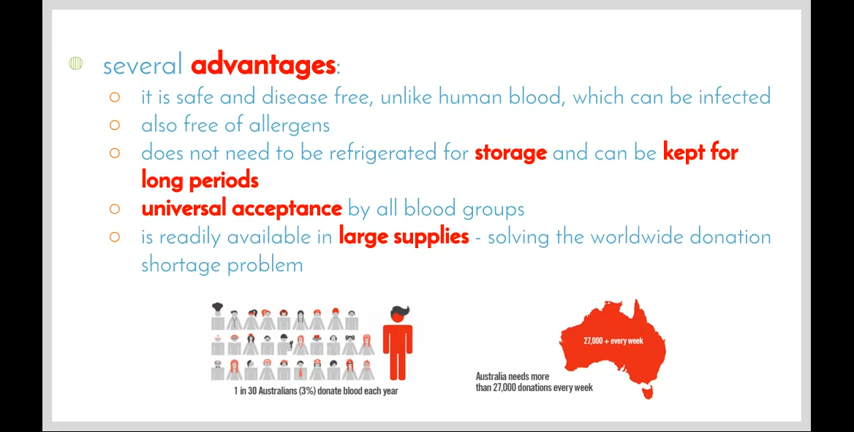 several advantages:
it is safe and disease free, unlike human blood, which can be infected
also free of allergens
does not need to be refrigerated for storage and can be kept for
long periods
universal acceptance by all blood groups
is readily available in large supplies - solving the worldwide donation
shortage problem
1 in 30 Australians (3%) donate blood each year
27,000 + every week
Australia needs more
than 27,000 donations every week